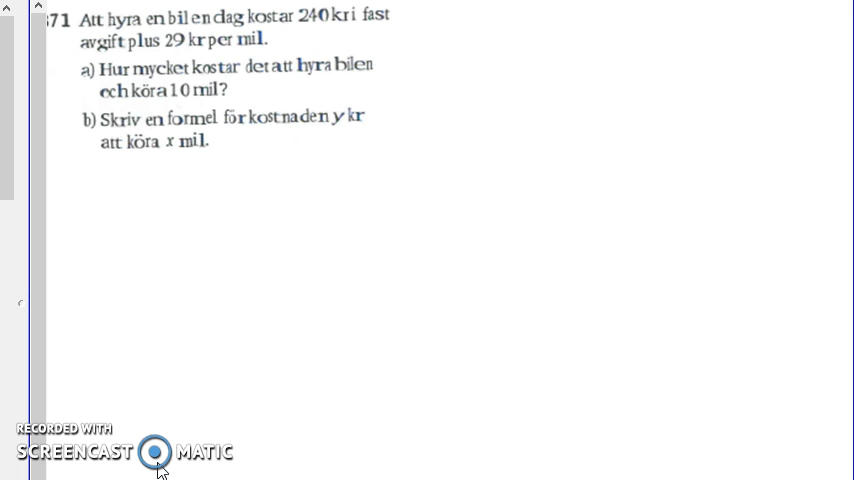 371 Att hyra en bil en dag kostar 240 kr i fast
avgift plus 29 kr per mil.
a) Hur mycket kostar det att hyra bilen
och köra 10 mil?
b) Skriv en formel för kostnaden y kr
att köra x mil.
RECORDED WITH
SCREENCAST MATIC